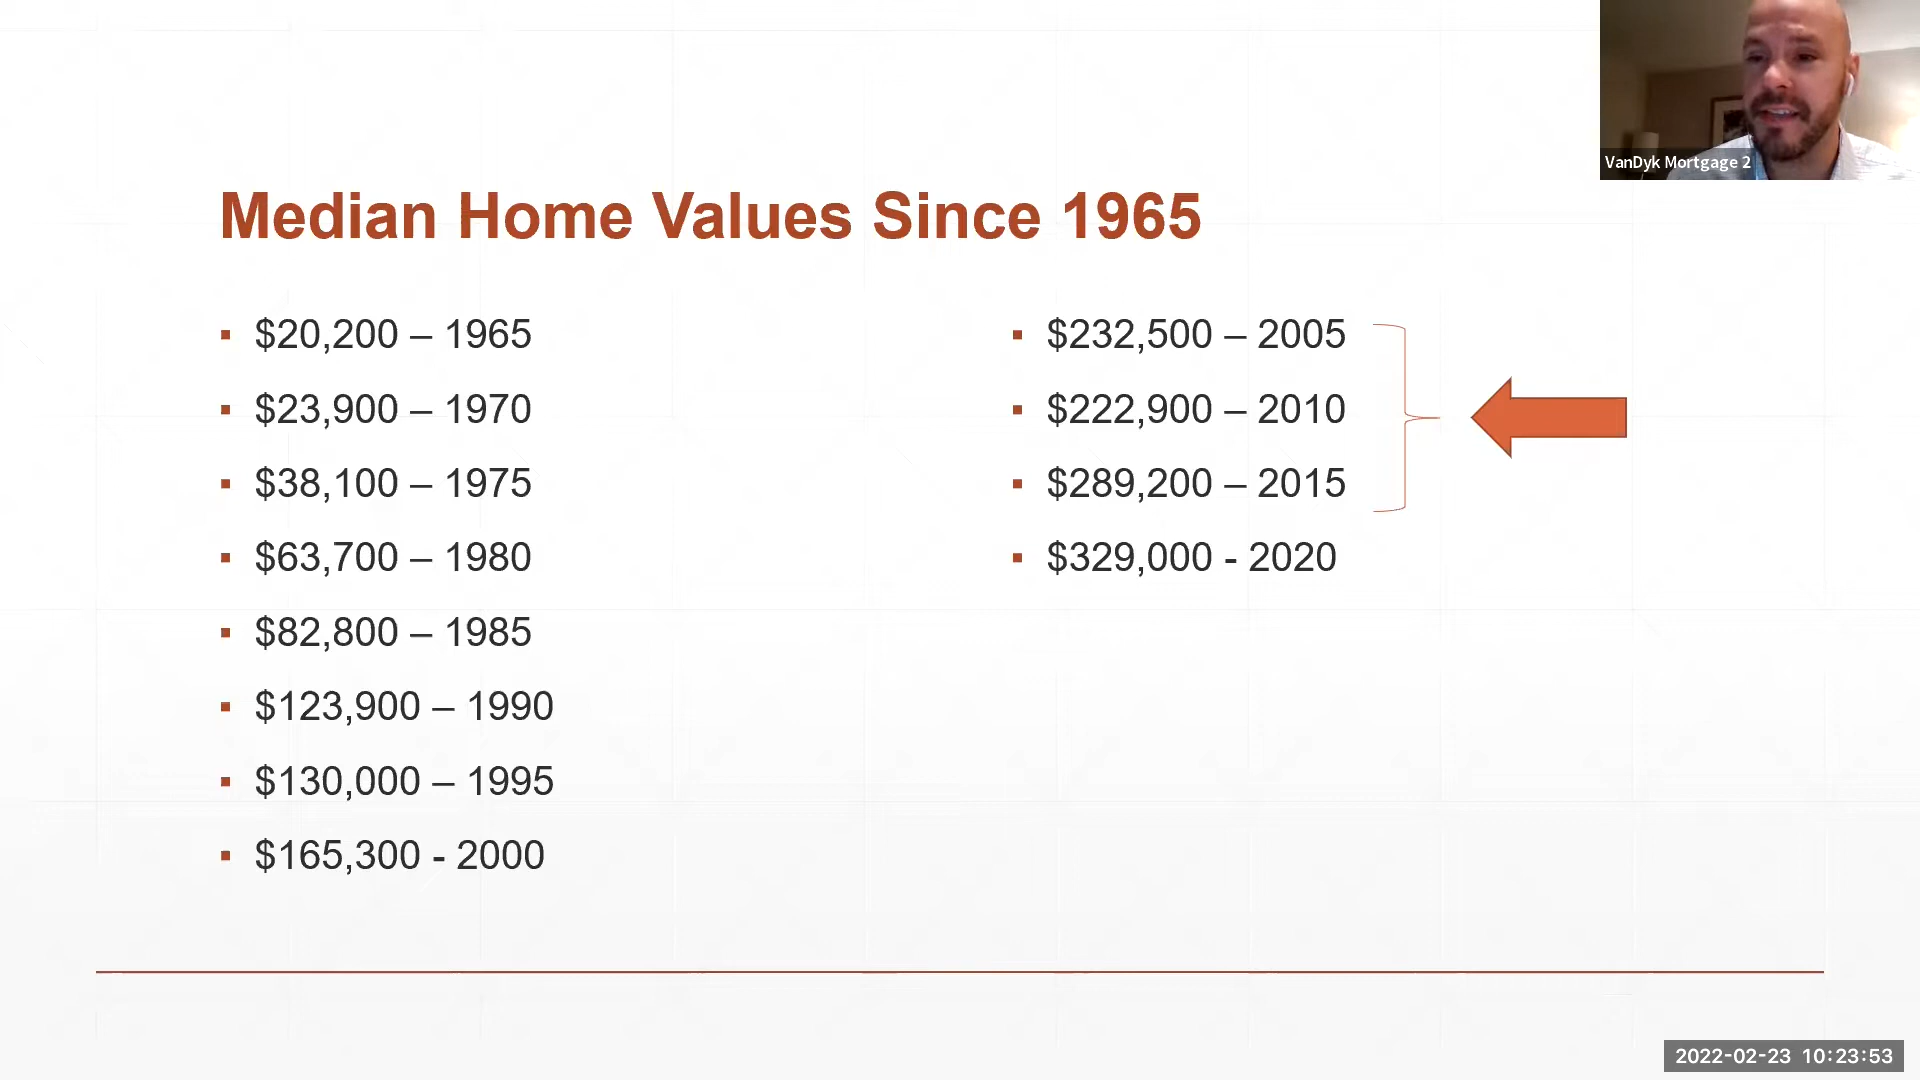 VanDyk Mortgage 2
Median Home Values Since 1965
$20,200 – 1965
$23,900 – 1970
$38,100 – 1975
$63,700 – 1980
$82,800 – 1985
$123,900 – 1990
$130,000 – 1995
$165,300 - 2000
$232,500 – 2005
$222,900 – 2010
$289,200 – 2015
$329,000 - 2020
2022-02-23 10:23:53